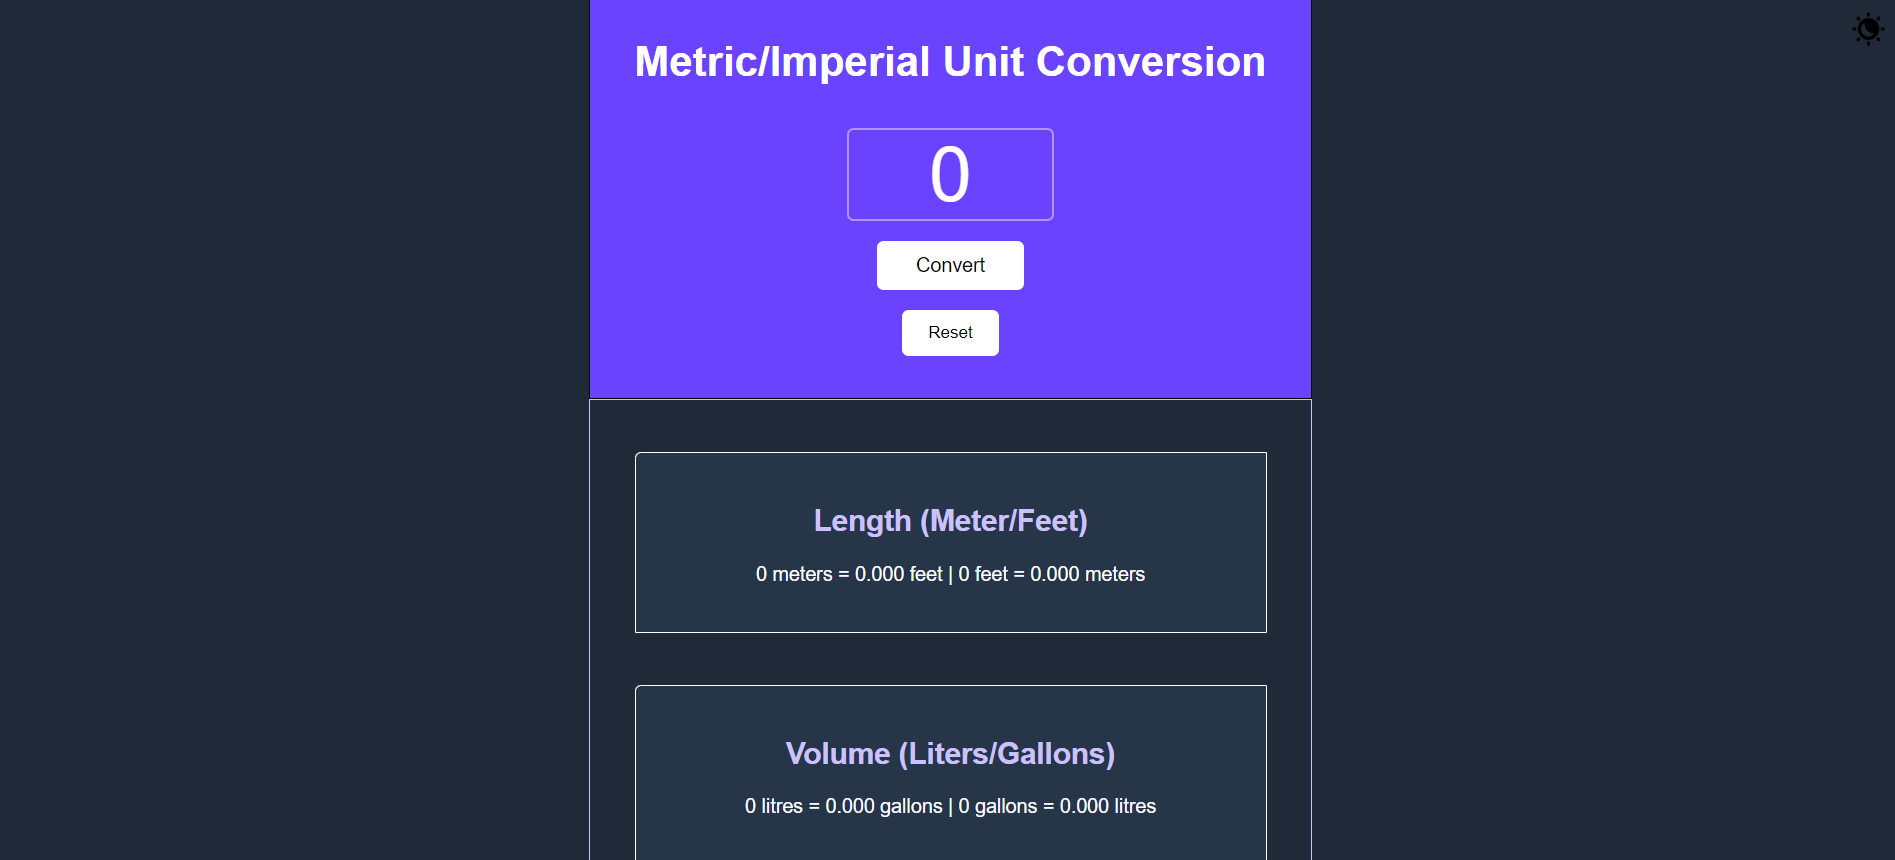 Metric/Imperial Unit Conversion
0
Convert
Reset
Length (Meter/Feet)
0 meters = 0.000 feet | 0 feet = 0.000 meters
Volume (Liters/Gallons)
0 litres = 0.000 gallons | 0 gallons = 0.000 litres